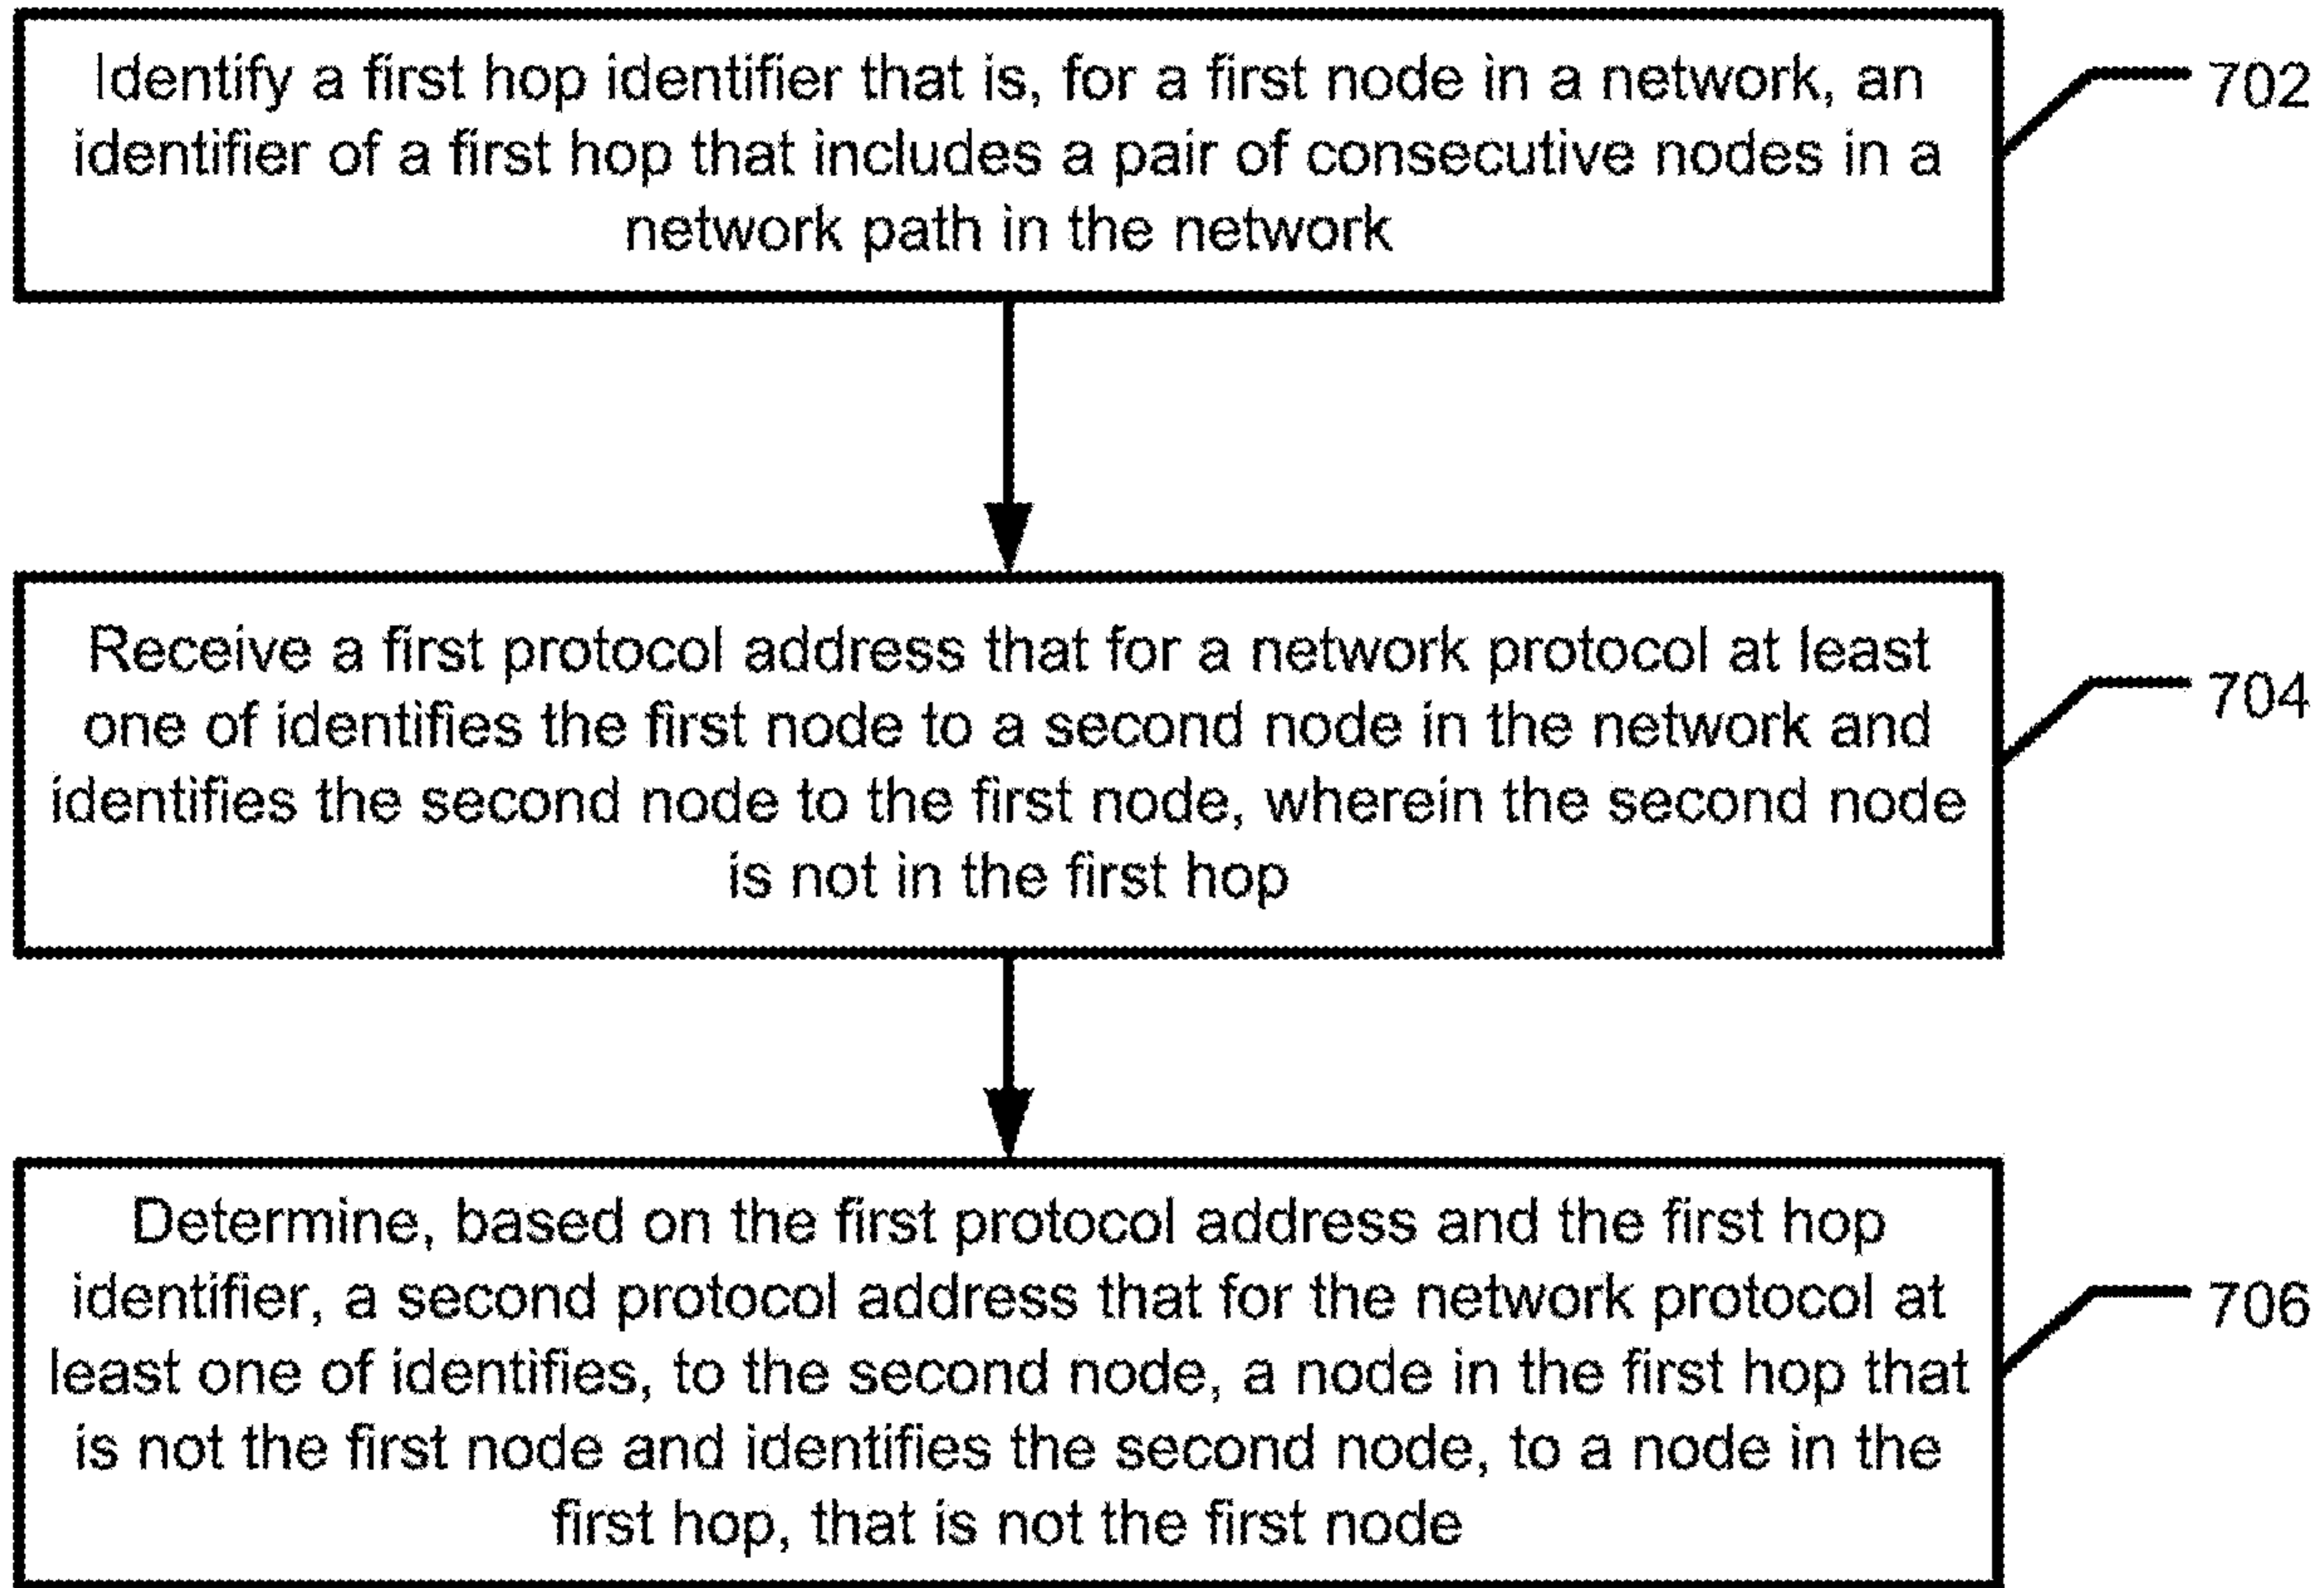 Identify a first hop identifier that is, for a first node in a network, an
identifier of a first hop that includes a pair of consecutive nodes in a
network path in the network
702
Receive a first protocol address that for a network protocol at least
one of identifies the first node to a second node in the network and
identifies the second node to the first node, wherein the second node
is not in the first hop
704
Determine, based on the first protocol address and the first hop
identifier, a second protocol address that for the network protocol at
least one of identifies, to the second node, a node in the first hop that
is not the first node and identifies the second node, to a node in the
first hop, that is not the first node
706